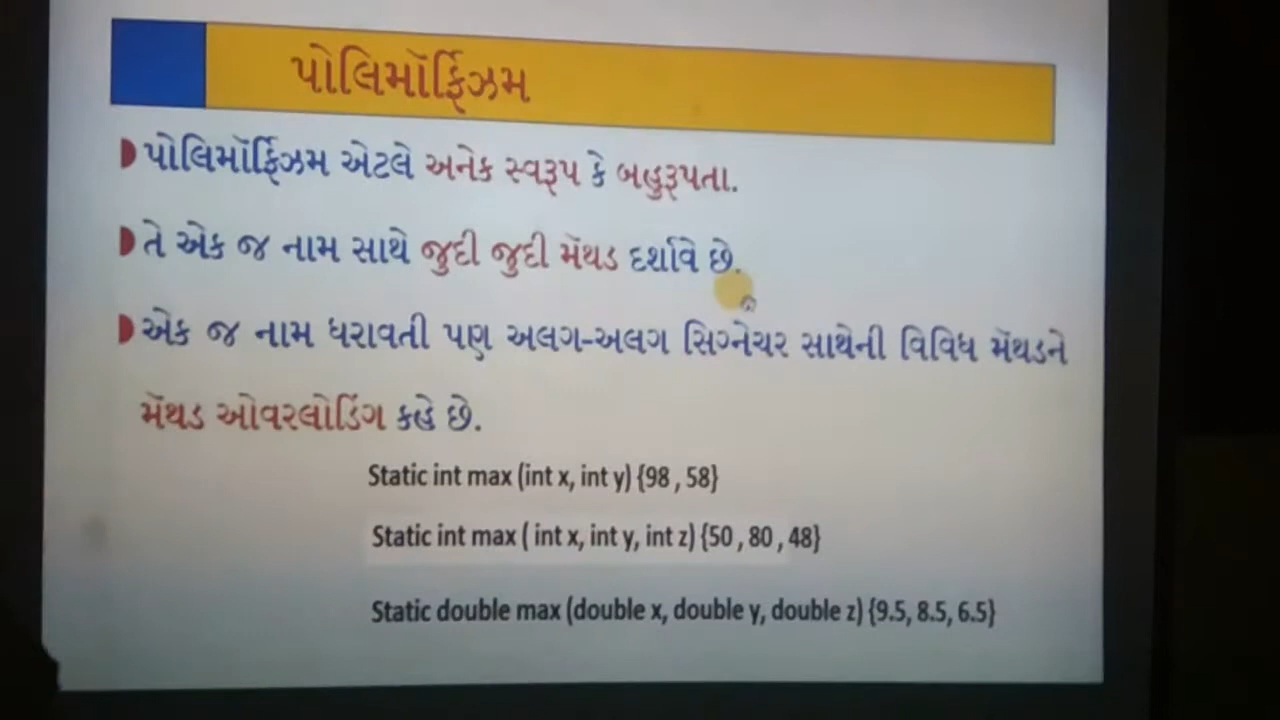 પોલિમૉર્ફિઝમ
પોલિમૉર્ફિઝમ એટલે અનેક સ્વરૂપ કે બહુરૂપતા.
તે એક જ નામ સાથે જુદી જુદી મૅથડ દર્શાવે છે.
એક જ નામ ધરાવતી પણ અલગ-અલગ સિગ્નેચર સાથેની વિવિધ મૅથડને
મૅથડ ઓવરલોડિંગ કહે છે.
Static int max (int x, int y) {98 , 58}
Static int max ( int x, int y, int z) {50 , 80 , 48}
Static double max (double x, double y, double z) {9.5, 8.5, 6.5}